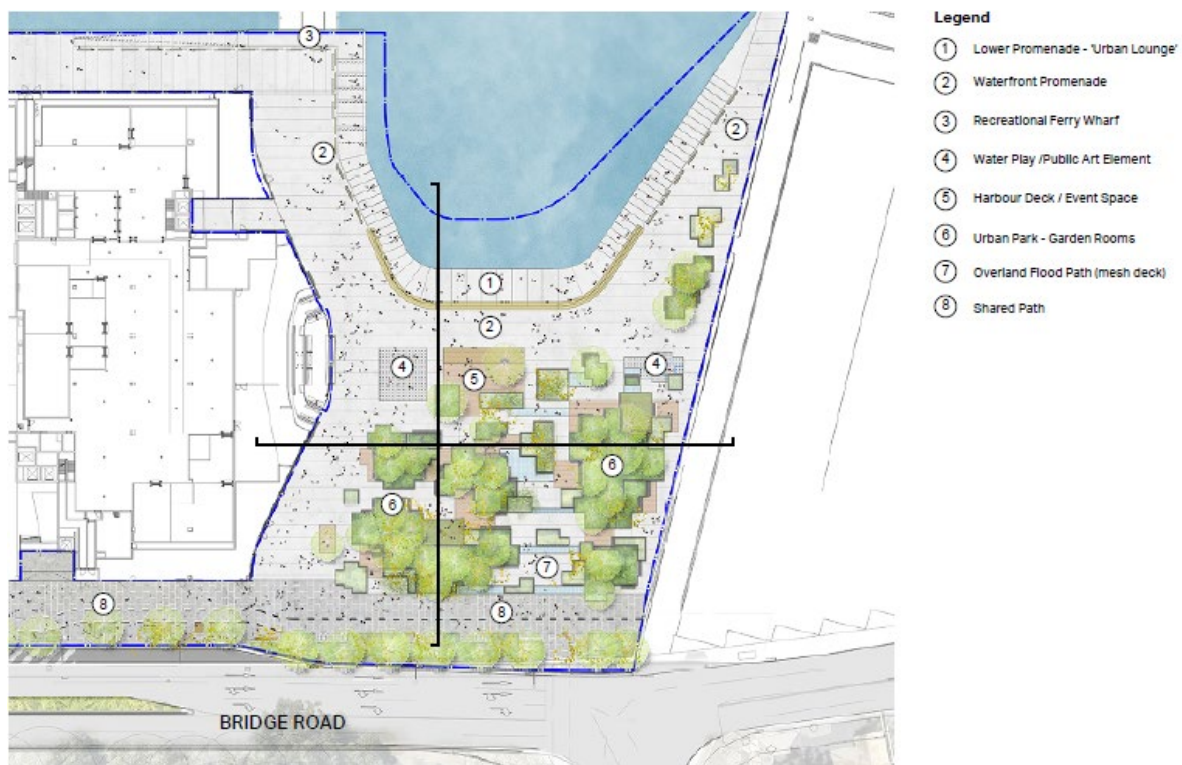 Legend
1 Lower Promenade - 'Urban Lounge'
2 Waterfront Promenade
3 Recreational Ferry Wharf
4 Water Play /Public Art Element
5 Harbour Deck / Event Space
6 Urban Park - Garden Rooms
7 Overland Flood Path (mesh deck)
8 Shared Path
3
2
2
1
2
4
4
5
6
6
7
8
8
BRIDGE ROAD